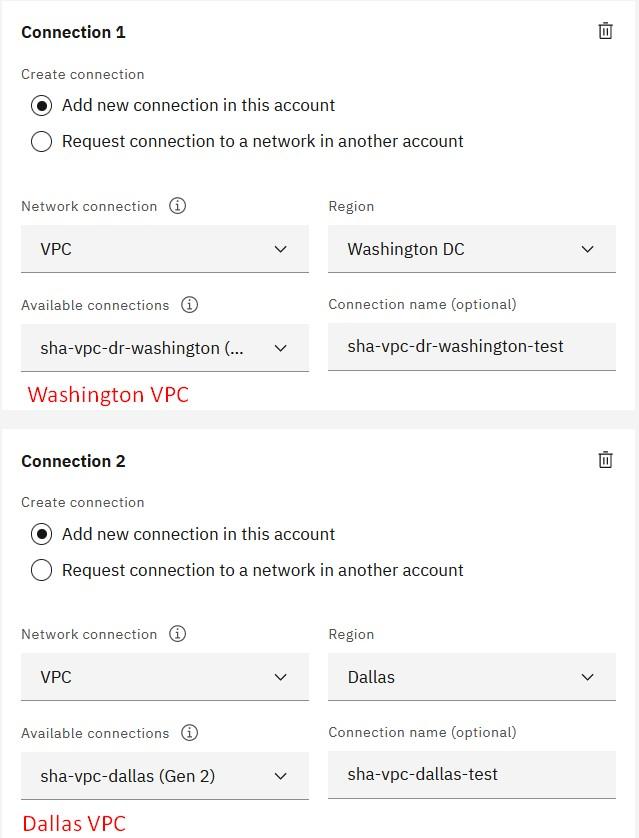 Connection 1
Create connection
Add new connection in this account
Request connection to a network in another account
Network connection
Region
VPC
Washington DC
Available connections
Connection name (optional)
sha-vpc-dr-washington (...
sha-vpc-dr-washington-test
Washington VPC
Connection 2
Create connection
Add new connection in this account
Request connection to a network in another account
Network connection
Region
VPC
Dallas
Available connections
Connection name (optional)
sha-vpc-dallas (Gen 2)
sha-vpc-dallas-test
Dallas VPC